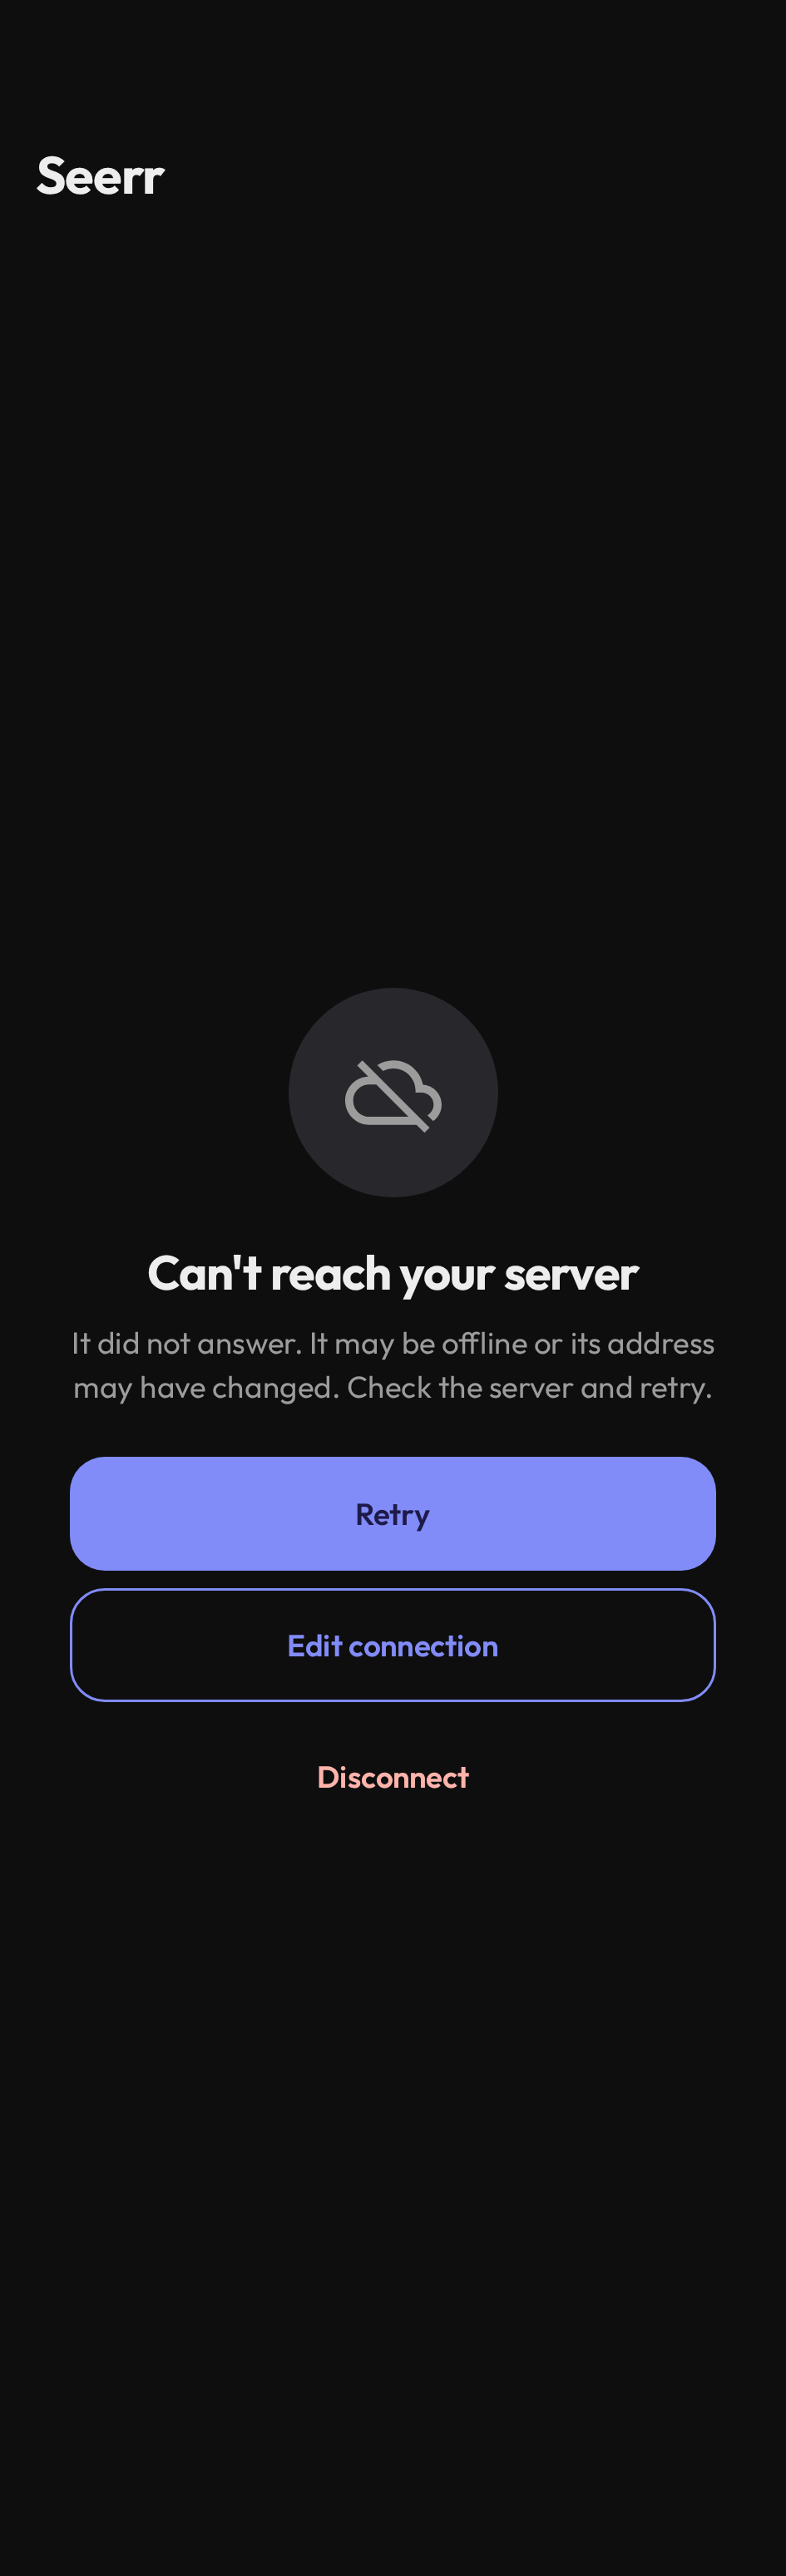 Seerr
Can't reach your server
It did not answer. It may be offline or its address
may have changed. Check the server and retry.
Retry
Edit connection
Disconnect